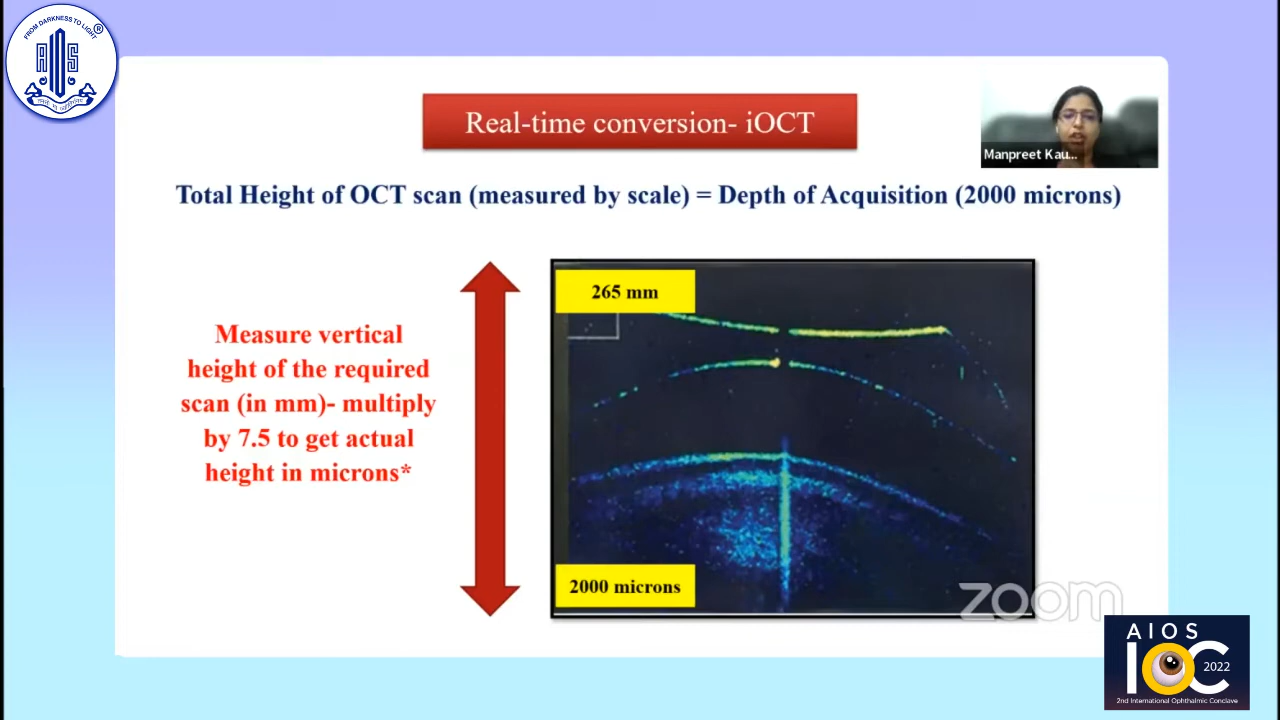 FROM DARKNESS TO LIGHT
®
AIOS
Real-time conversion- iOCT
Manpreet Kau...
Total Height of OCT scan (measured by scale) = Depth of Acquisition (2000 microns)
265 mm
Measure vertical
height of the required
scan (in mm)- multiply
by 7.5 to get actual
height in microns*
2000 microns
zoom
AIOS
IOC
2022
2nd International Ophthalmic Conclave